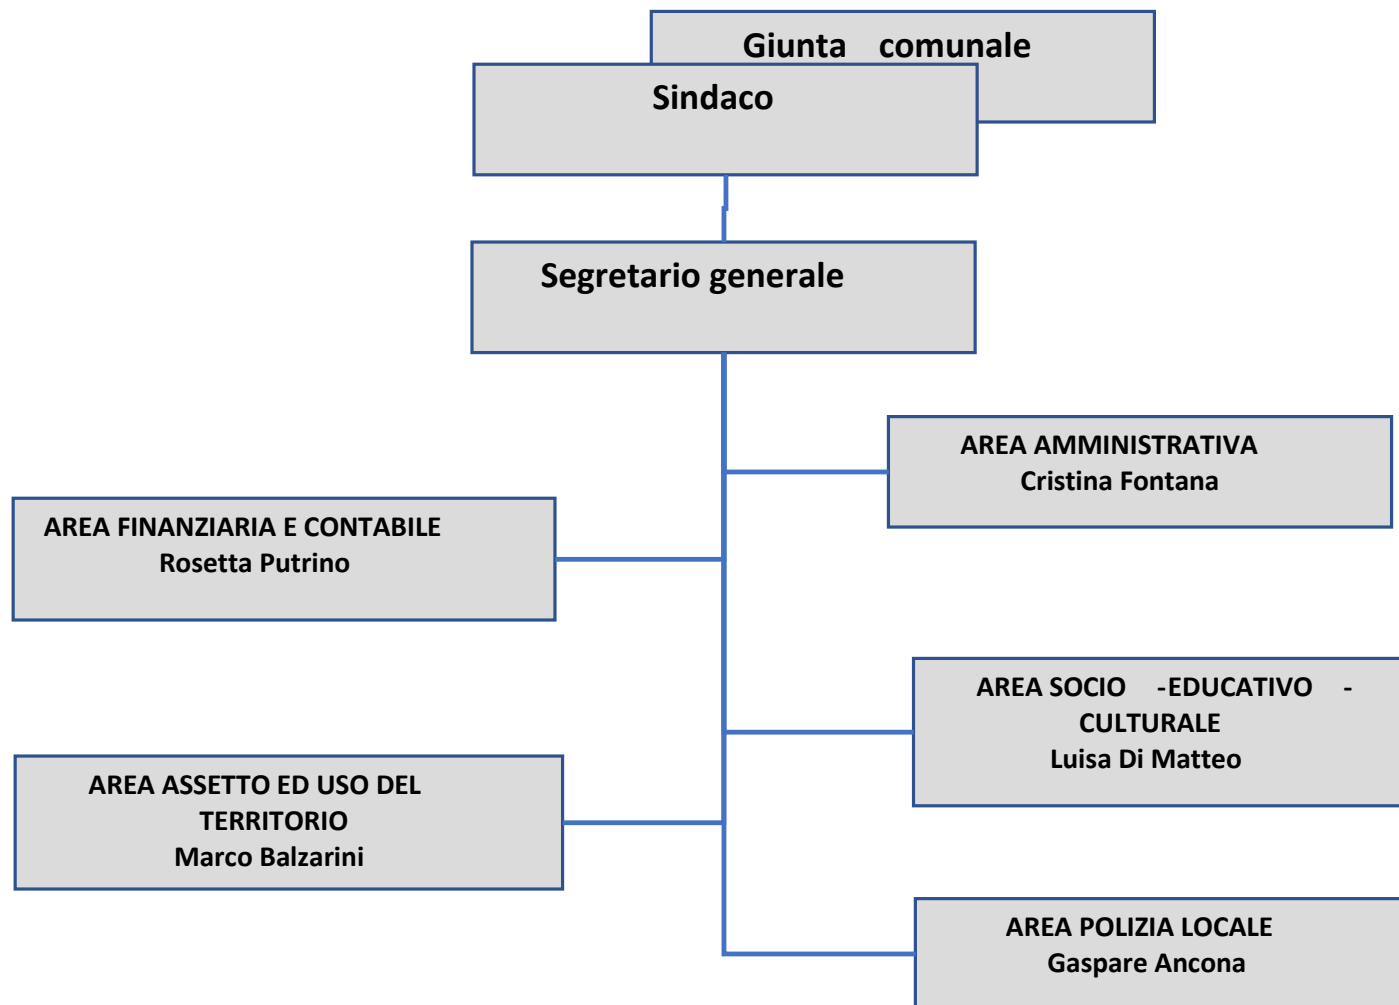 Giunta comunale
Sindaco
Segretario generale
AREA AMMINISTRATIVA
Cristina Fontana
AREA FINANZIARIA E CONTABILE
Rosetta Putrino
AREA SOCIO -EDUCATIVO -
CULTURALE
Luisa Di Matteo
AREA ASSETTO ED USO DEL
TERRITORIO
Marco Balzarini
AREA POLIZIA LOCALE
Gaspare Ancona